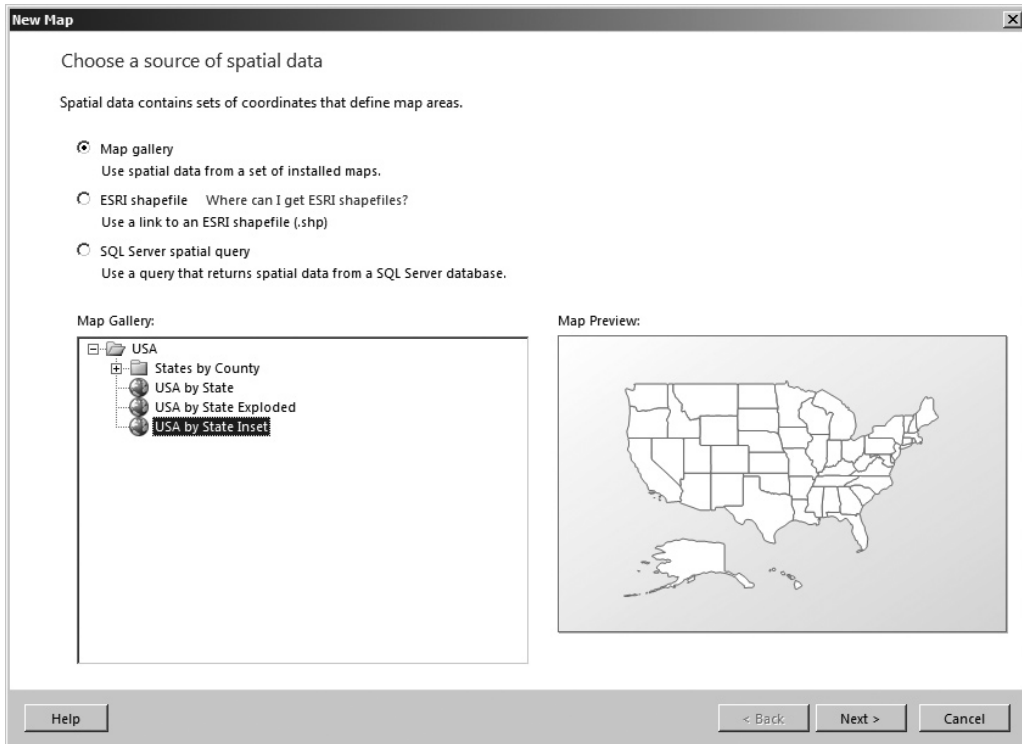 New Map
Choose a source of spatial data
Spatial data contains sets of coordinates that define map areas.
Map gallery
Use spatial data from a set of installed maps.
ESRI shapefile Where can I get ESRI shapefiles?
Use a link to an ESRI shapefile (.shp)
SQL Server spatial query
Use a query that returns spatial data from a SQL Server database.
Map Gallery:
USA
States by County
USA by State
USA by State Exploded
USA by State Inset
Map Preview:
Help
< Back
Next >
Cancel